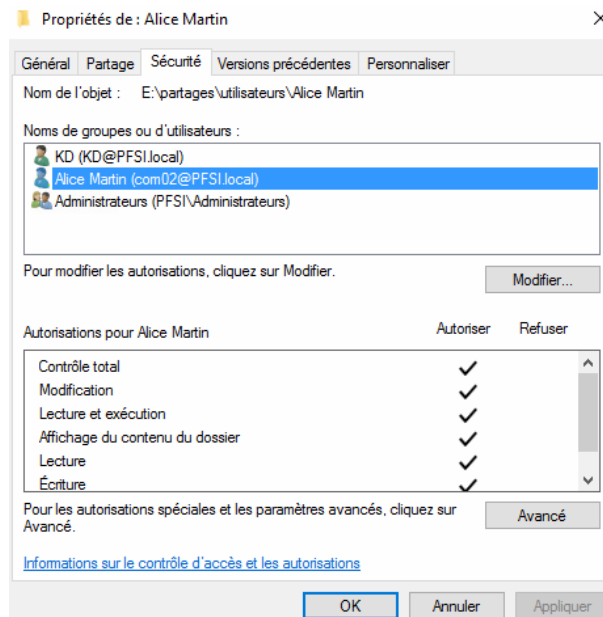 Propriétés de : Alice Martin
Général Partage Sécurité Versions précédentes Personnaliser
Nom de l'objet : E:\partages\utilisateurs\Alice Martin
Noms de groupes ou d'utilisateurs :
KD (KD@PFSI.local)
Alice Martin (com02@PFSI.local)
Administrateurs (PFSI\Administrateurs)
Pour modifier les autorisations, cliquez sur Modifier.
Modifier...
Autorisations pour Alice Martin Autoriser Refuser
Contrôle total
Modification
Lecture et exécution
Affichage du contenu du dossier
Lecture
Écriture
Pour les autorisations spéciales et les paramètres avancés, cliquez sur
Avancé.
Avancé
Informations sur le contrôle d'accès et les autorisations
OK Annuler Appliquer